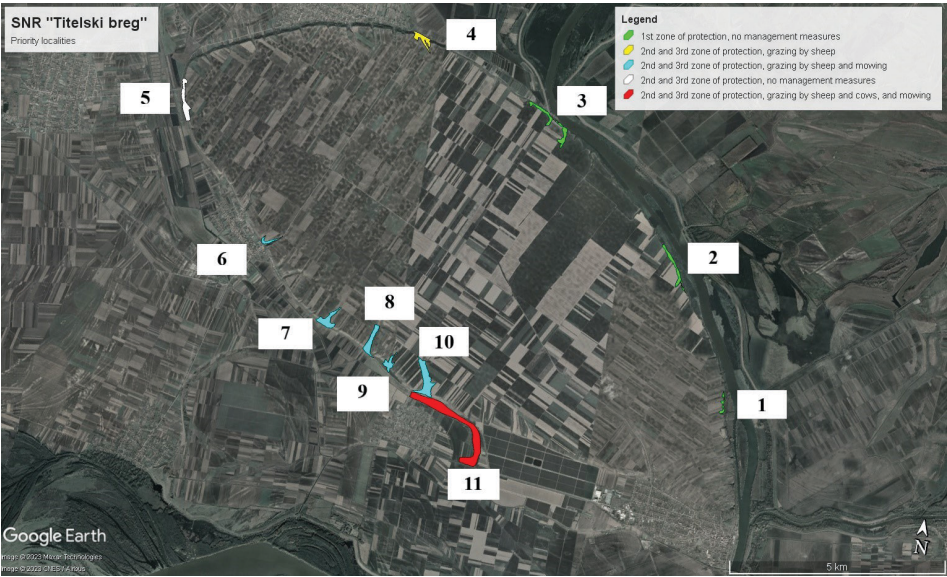 SNR "Titelski breg"
Priority localities
Legend
1st zone of protection, no management measures
2nd and 3rd zone of protection, grazing by sheep
2nd and 3rd zone of protection, grazing by sheep and mowing
2nd and 3rd zone of protection, no management measures
2nd and 3rd zone of protection, grazing by sheep and cows, and mowing
4
5
3
6
2
8
7
10
9
1
11
Google Earth
Image © 2023 Maxar Technologies
Image © 2023 CNES / Airbus
N
5 km